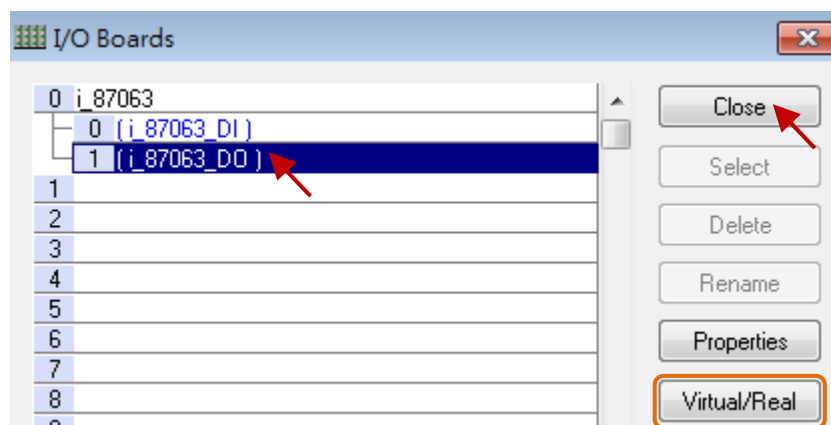 I/O Boards
0 i_87063
0 ( i_87063_DI )
1 ( i_87063_DO )
1
2
3
4
5
6
7
8
Close
Select
Delete
Rename
Properties
Virtual/Real